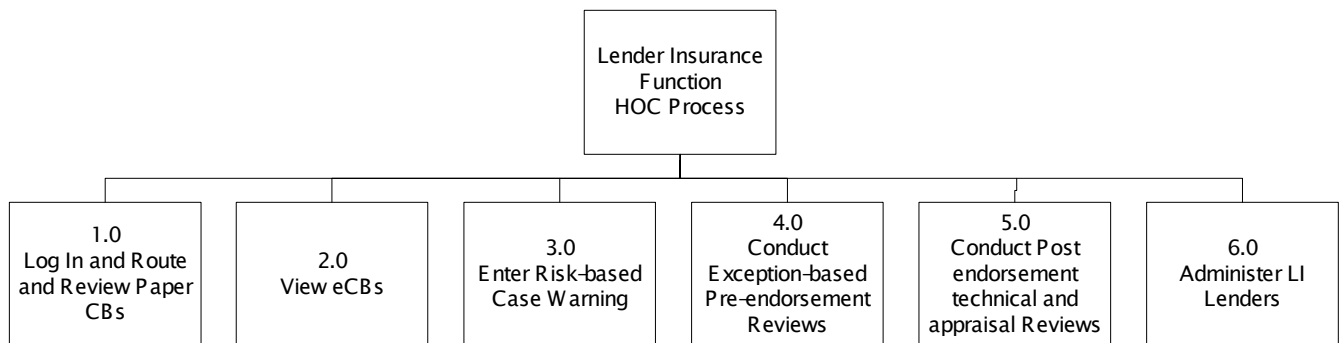 Lender Insurance
Function
HOC Process
1.0
Log In and Route
and Review Paper
CBs
2.0
View eCBs
3.0
Enter Risk-based
Case Warning
4.0
Conduct
Exception-based
Pre-endorsement
Reviews
5.0
Conduct Post
endorsement
technical and
appraisal Reviews
6.0
Administer LI
Lenders